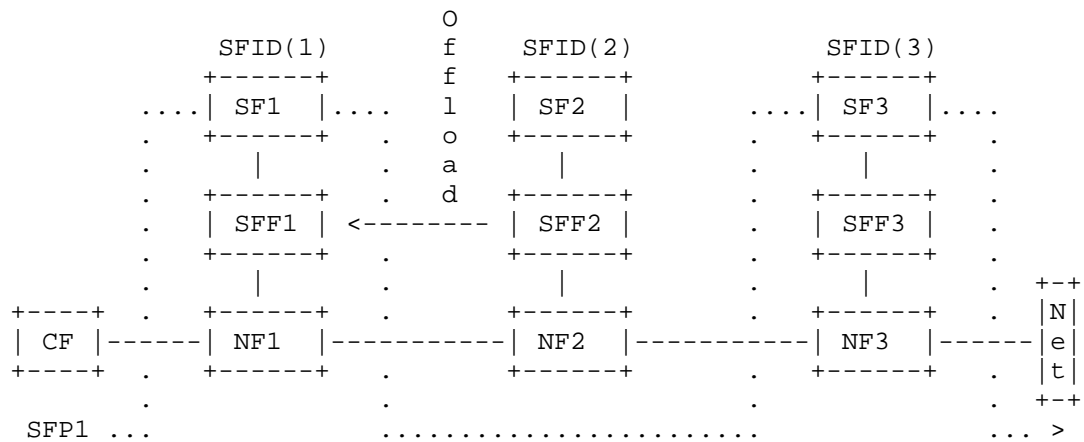 O
             SFID(1)      f   SFID(2)            SFID(3)
            +------+      f   +------+           +------+
        ....| SF1  |....  l   | SF2  |       ....| SF3  |....
        .   +------+   .  o   +------+       .   +------+   .
        .      |       .  a      |           .      |       .
        .   +------+   .  d   +------+       .   +------+   .
        .   | SFF1 | <--------| SFF2 |       .   | SFF3 |   .
        .   +------+   .      +------+       .   +------+   .
        .      |       .         |           .      |       .  +-+
+----+  .   +------+   .      +------+       .   +------+   .  |N|
| CF |------| NF1  |----------| NF2  |-----------| NF3  |------|e|
+----+  .   +------+   .      +------+       .   +------+   .  |t|
        .              .                     .              .  +-+
SFP1 ...               .......................              ... >